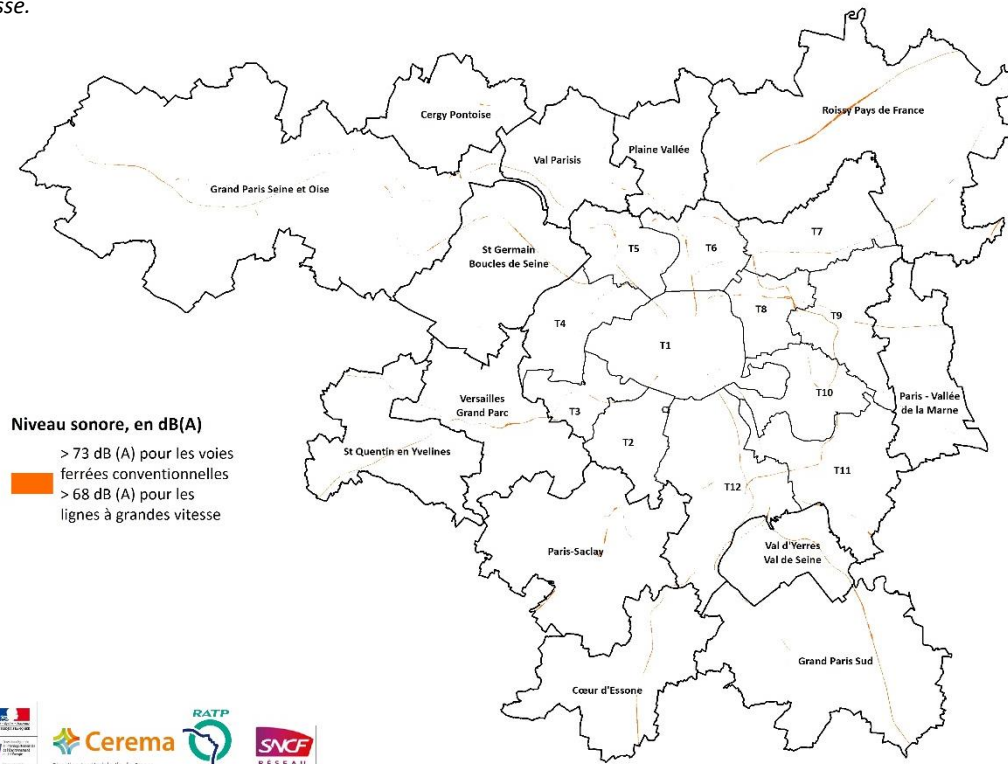 sse.
Cergy Pontoise
Roissy Pays de France
Val Parisis
Plaine Vallée
Grand Paris Seine et Oise
T7
T5
T6
St Germain
Boucles de Seine
T8
T9
T4
T1
T10
Paris - Vallée
de la Marne
Versailles
Grand Parc
T3
Niveau sonore, en dB(A)
> 73 dB (A) pour les voies
ferrées conventionnelles
> 68 dB (A) pour les
lignes à grandes vitesse
T2
St Quentin en Yvelines
T11
T12
Paris-Saclay
Val d'Yerres
Val de Seine
Grand Paris Sud
Cœur d'Essone
Cerema
RATP
SNCF
RÉSEAU